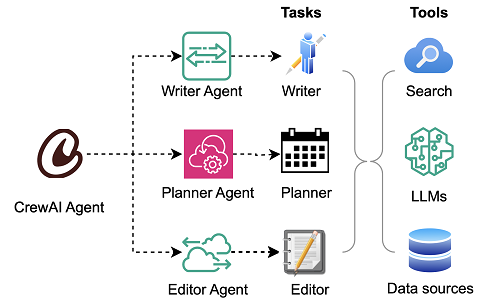 Tasks
Tools
Writer Agent
Writer
Search
CrewAI Agent
Planner Agent
Planner
LLMs
Editor Agent
Editor
Data sources